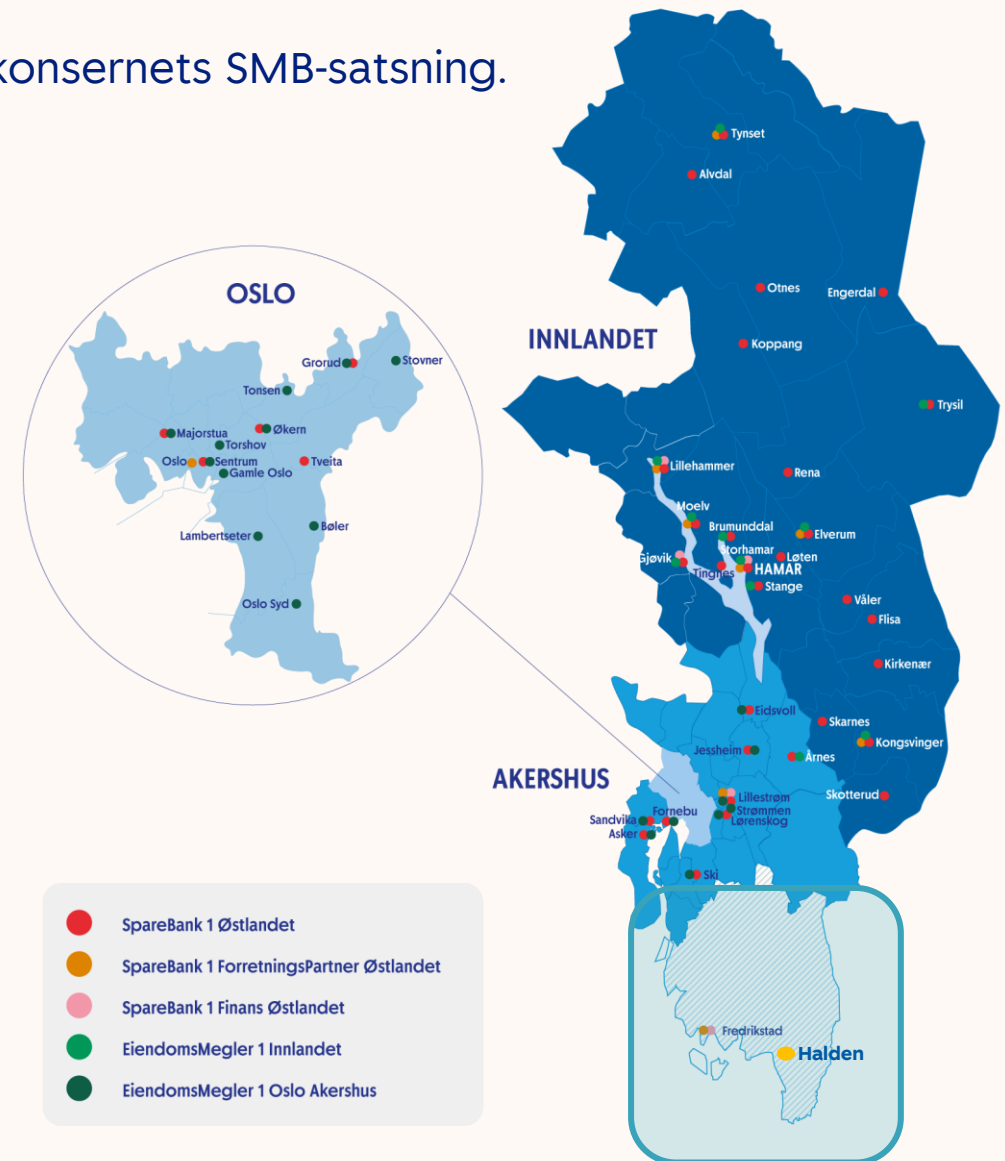 konsernets SMB-satsning.
OSLO
Grorud
Stovner
Tonsen
Majorstua
Økern
Torshov
Oslo
Sentrum
Tveita
Gamle Oslo
Bøler
Lambertseter
Oslo Syd
INNLANDET
Tynset
Alvdal
Otnes
Engerdal
Koppang
Trysil
Lillehammer
Rena
Moelv
Brumunddal
Elverum
Storhamar
Gjøvik
Løten
HAMAR
Tingnes
Stange
Våler
Flisa
Kirkenær
Eidsvoll
Skarnes
Kongsvinger
Jessheim
Årnes
AKERSHUS
Skotterud
Lillestrøm
Strømmen
Fornebu
Sandvika
Lørenskog
Asker
Ski
SpareBank 1 Østlandet
SpareBank 1 ForretningsPartner Østlandet
SpareBank 1 Finans Østlandet
EiendomsMegler 1 Innlandet
EiendomsMegler 1 Oslo Akershus
Fredrikstad
Halden